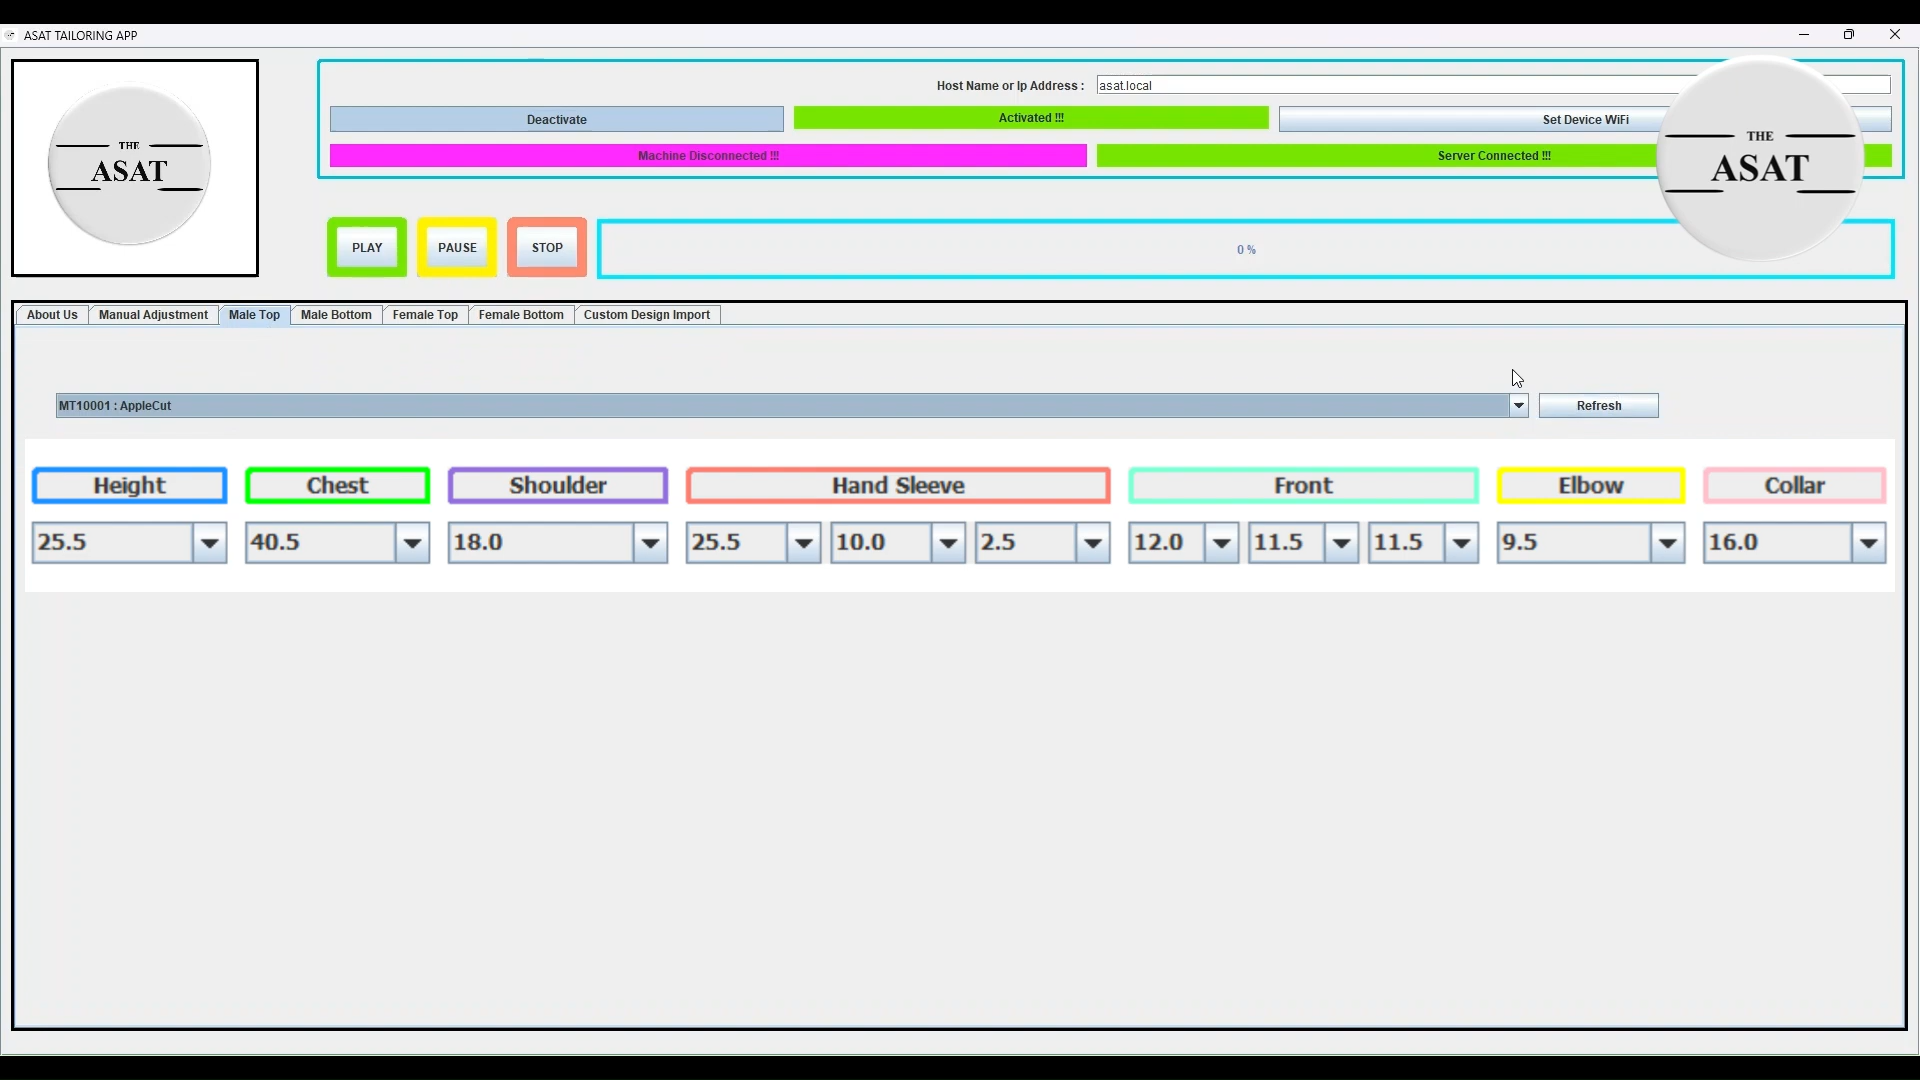 ASAT TAILORING APP
THE
ASAT
Host Name or Ip Address :
asat.local
Deactivate
Activated !!!
Set Device WiFi
Machine Disconnected !!!
Server Connected !!!
THE
ASAT
PLAY
PAUSE
STOP
0 %
About Us
Manual Adjustment
Male Top
Male Bottom
Female Top
Female Bottom
Custom Design Import
MT10001 : AppleCut
Refresh
Height
Chest
Shoulder
Hand Sleeve
Front
Elbow
Collar
25.5
40.5
18.0
25.5
10.0
2.5
12.0
11.5
11.5
9.5
16.0